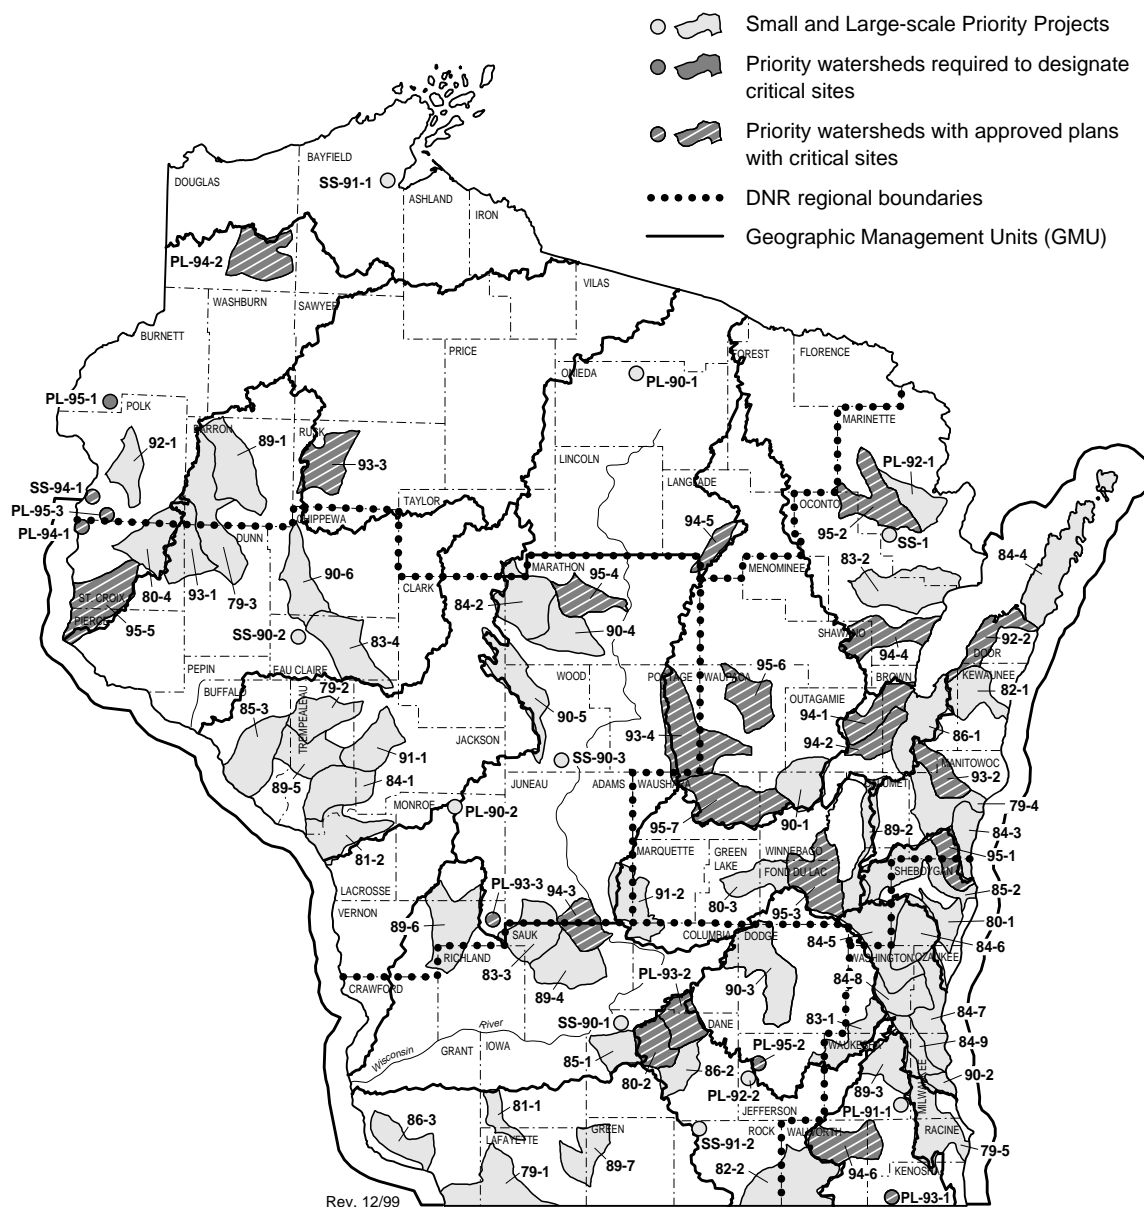 Small and Large-scale Priority Projects
Priority watersheds required to designate
critical sites
Priority watersheds with approved plans
with critical sites
DNR regional boundaries
Geographic Management Units (GMU)
BAYFIELD
DOUGLAS
SS-91-1
ASHLAND
IRON
PL-94-2
VILAS
WASHBURN
SAWYER
BURNETT
PRICE
FOREST
FLORENCE
ONIEDA
PL-90-1
PL-95-1
POLK
MARINETTE
BARRON
RUSK
92-1
89-1
93-3
LINCOLN
PL-92-1
LANGLADE
SS-94-1
TAYLOR
OCONTO
PL-95-3
CHIPPEWA
PL-94-1
DUNN
94-5
95-2
SS-1
84-4
MARATHON
MENOMINEE
83-2
90-6
95-4
CLARK
ST. CROIX
80-4
93-1
79-3
84-2
PIERCE
95-5
SS-90-2
83-4
90-4
SHAWANO
92-2
94-4
DOOR
PEPIN
EAU CLAIRE
WOOD
PORTAGE
WAUPACA
95-6
BROWN
KEWAUNEE
BUFFALO
79-2
82-1
85-3
TREMPEALEAU
OUTAGAMIE
94-1
90-5
93-4
94-2
86-1
JACKSON
91-1
SS-90-3
MANITOWOC
93-2
89-5
84-1
JUNEAU
ADAMS
WAUSHARA
CALUMET
MONROE
PL-90-2
79-4
95-7
90-1
89-2
84-3
81-2
MARQUETTE
GREEN
LAKE
WINNEBAGO
95-1
FOND DU LAC
SHEBOYGAN
LACROSSE
PL-93-3
94-3
91-2
80-3
85-2
VERNON
89-6
95-3
80-1
SAUK
COLUMBIA
DODGE
84-5
84-6
RICHLAND
WASHINGTON
OZAUKEE
83-3
PL-93-2
84-8
CRAWFORD
89-4
90-3
84-7
SS-90-1
DANE
83-1
River
Wisconsin
GRANT
IOWA
PL-95-2
WAUKESHA
84-9
85-1
80-2
86-2
90-2
PL-92-2
89-3
MILWAUKEE
JEFFERSON
PL-91-1
81-1
86-3
LAFAYETTE
GREEN
SS-91-2
ROCK
WALWORTH
RACINE
79-5
79-1
89-7
82-2
94-6
KENOSHA
PL-93-1
Rev. 12/99